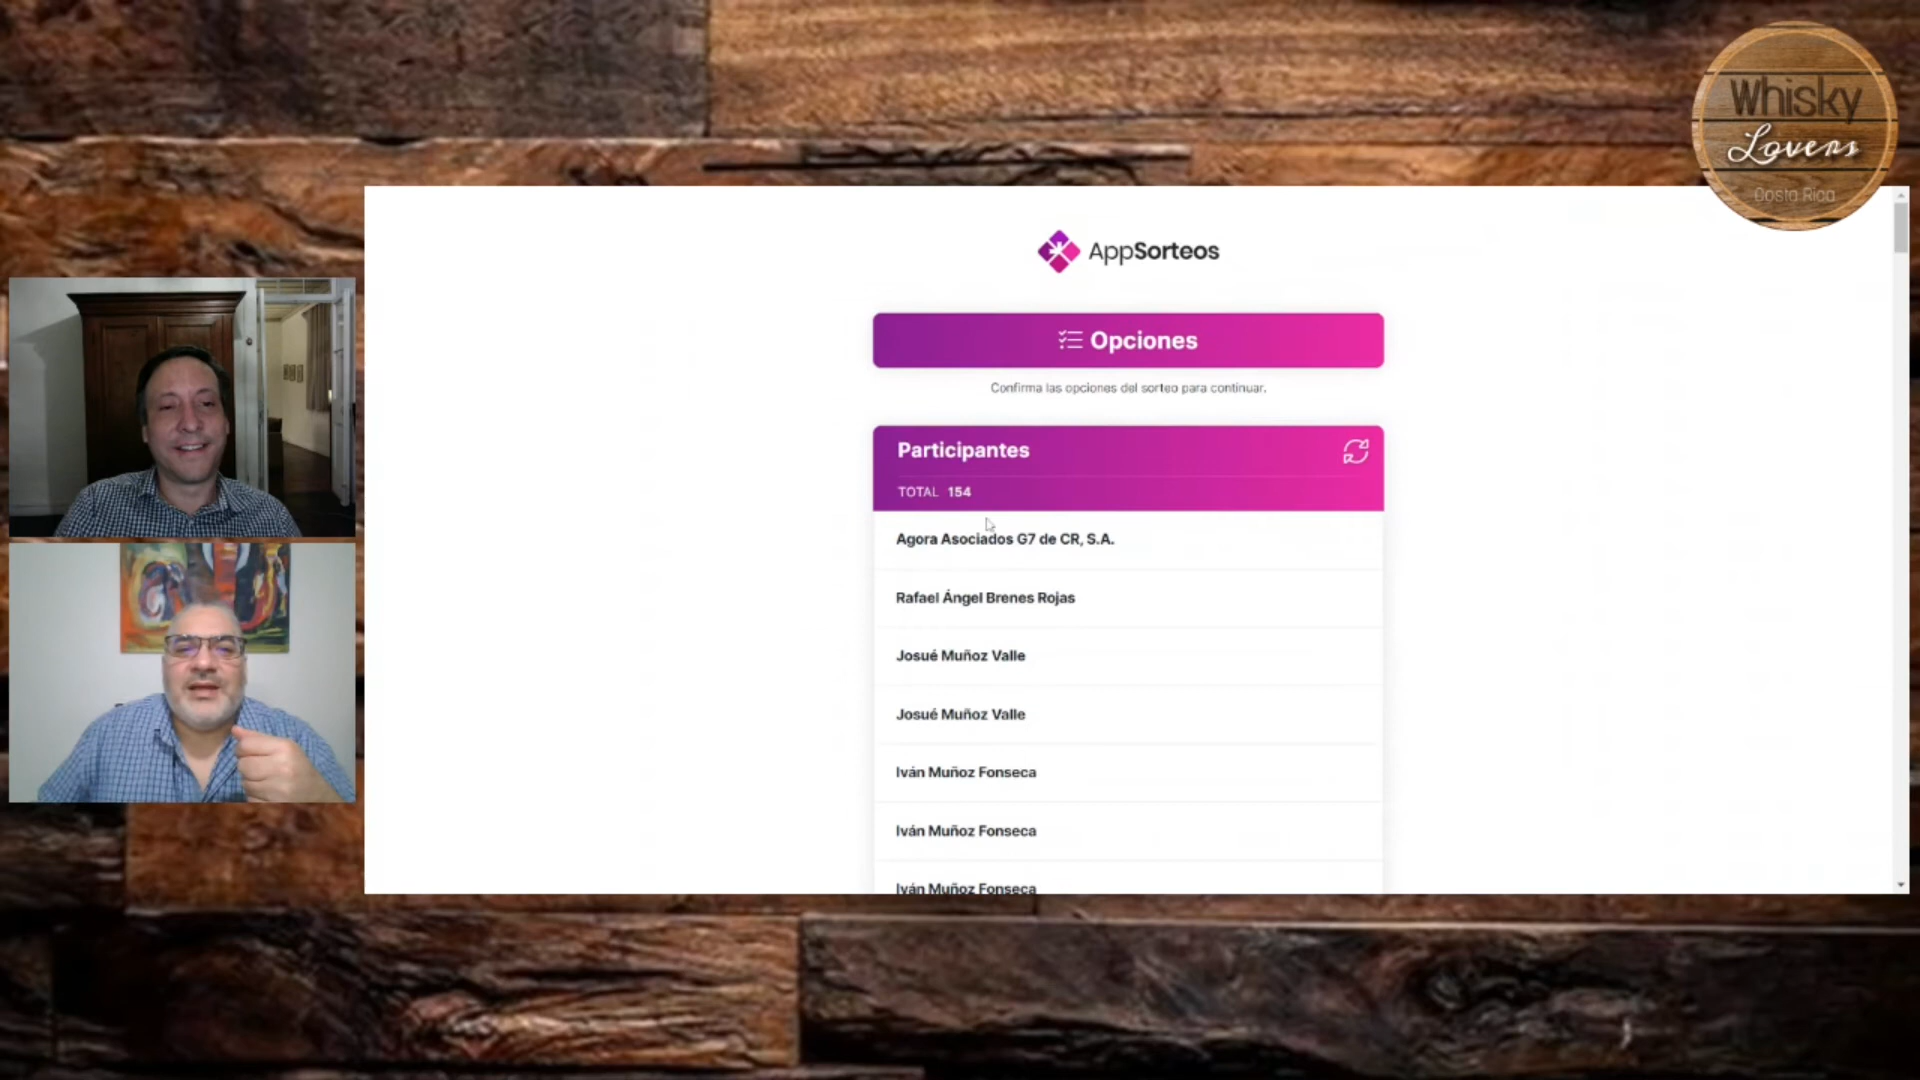 Whisky
Lovers
Costa Rica
AppSorteos
Opciones
Confirma las opciones del sorteo para continuar.
Participantes
TOTAL 154
Agora Asociados G7 de CR, S.A.
Rafael Ángel Brenes Rojas
Josué Muñoz Valle
Josué Muñoz Valle
Iván Muñoz Fonseca
Iván Muñoz Fonseca
Iván Muñoz Fonseca